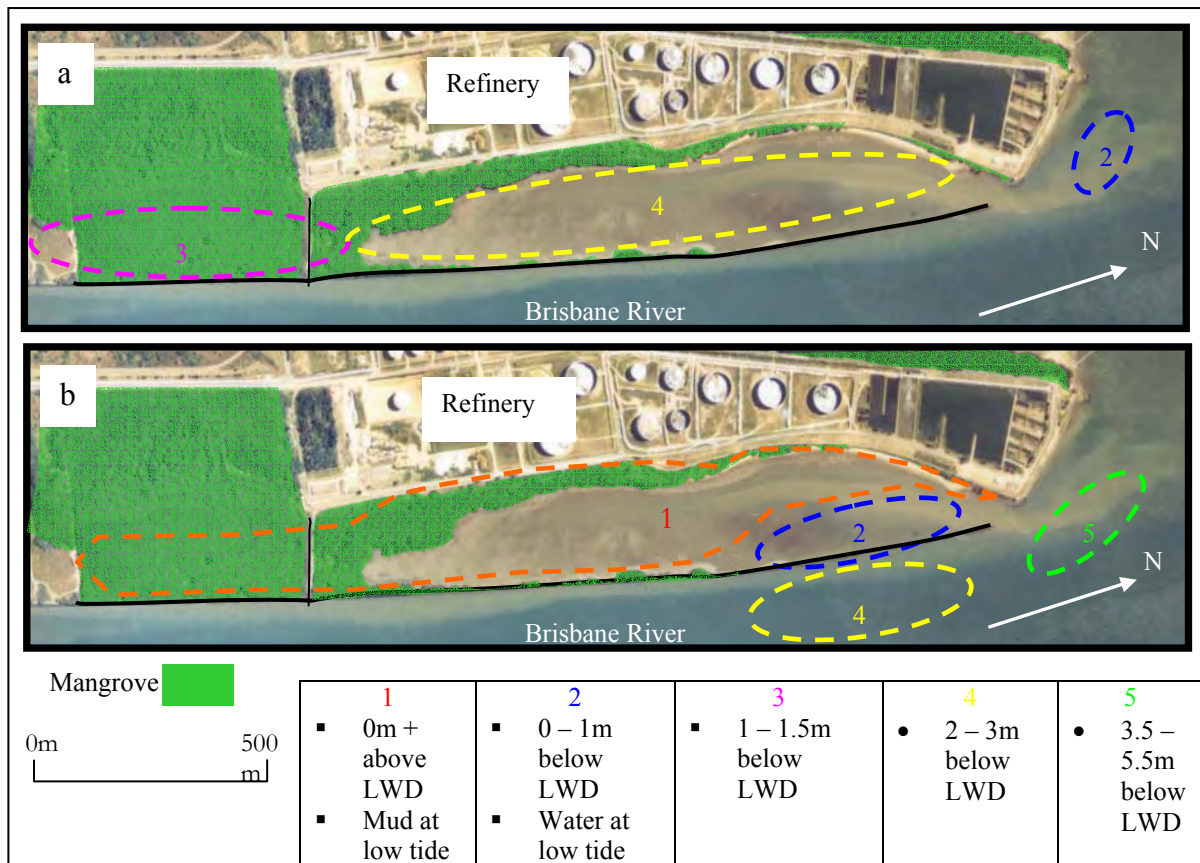 a
Refinery
2
4
3
N
Brisbane River
b
Refinery
1
2
5
N
4
Brisbane River
Mangrove
0m 500
m
1
▪ 0m +
above
LWD
▪ Mud at
low tide
2
▪ 0 – 1m
below
LWD
▪ Water at
low tide
3
▪ 1 – 1.5m
below
LWD
4
• 2 – 3m
below
LWD
5
• 3.5 –
5.5m
below
LWD